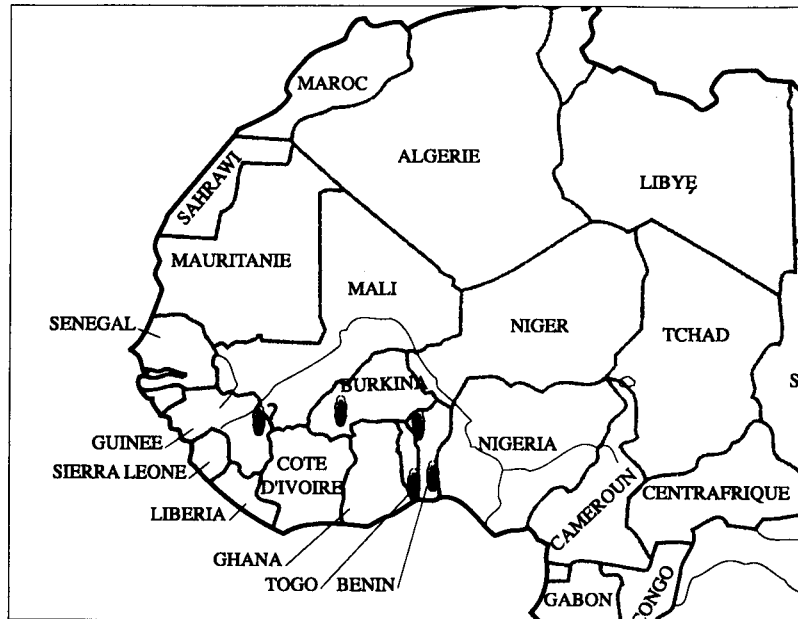 MAROC
ALGERIE
LIBYE
SAHRAWI
MAURITANIE
MALI
NIGER
TCHAD
SENEGAL
BURKINA
S
?
GUINEE
NIGERIA
SIERRA LEONE
COTE
D'IVOIRE
CENTRAFRIQUE
LIBERIA
CAMEROUN
GHANA
TOGO
BENIN
GABON
CONGO